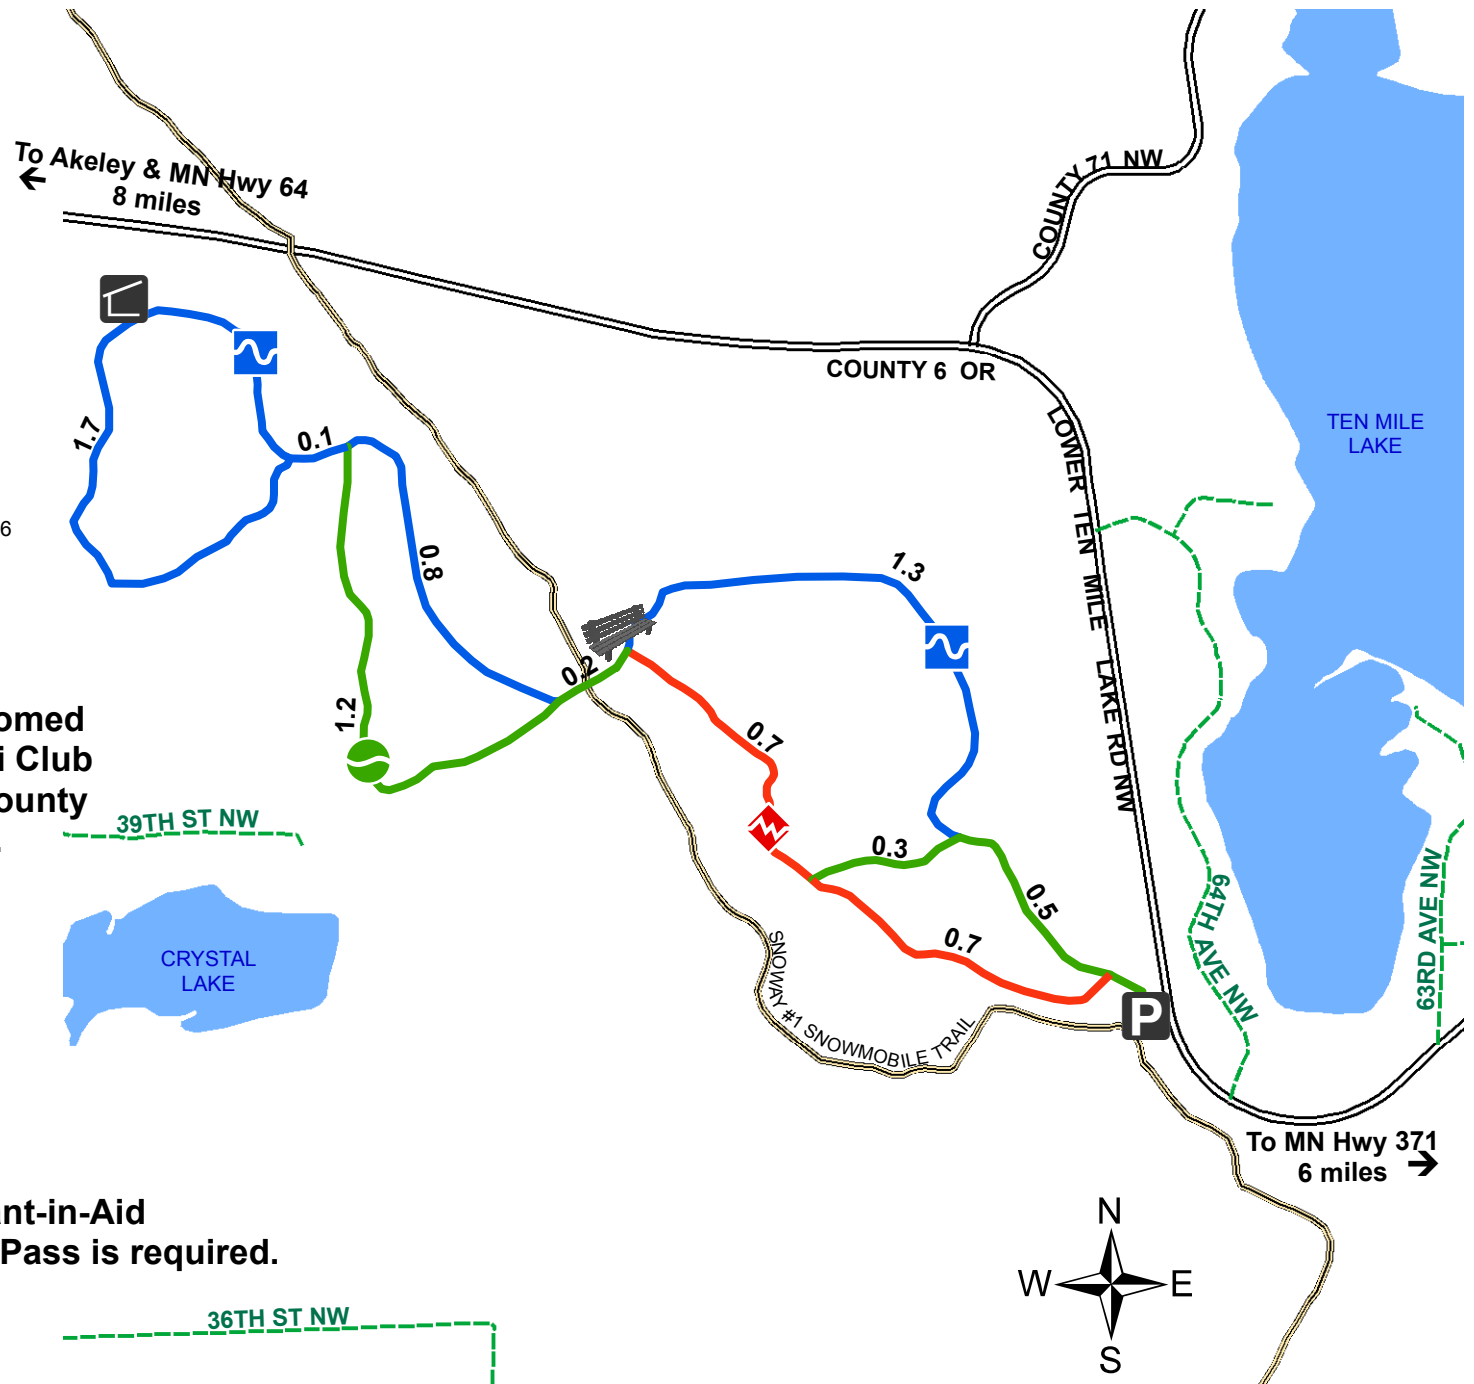 To Akeley & MN Hwy 64
8 miles
COUNTY 71 NW
COUNTY 6 OR
LOWER TEN MILE LAKE RD NW
TEN MILE
LAKE
1.7
0.1
6
0.8
1.3
0.2
1.2
0.7
0.3
0.5
0.7
omed
i Club
ounty
39TH ST NW
CRYSTAL
LAKE
SNOWAY #1 SNOWMOBILE TRAIL
P
64TH AVE NW
63RD AVE NW
To MN Hwy 371
6 miles
ant-in-Aid
Pass is required.
36TH ST NW
N
W E
S